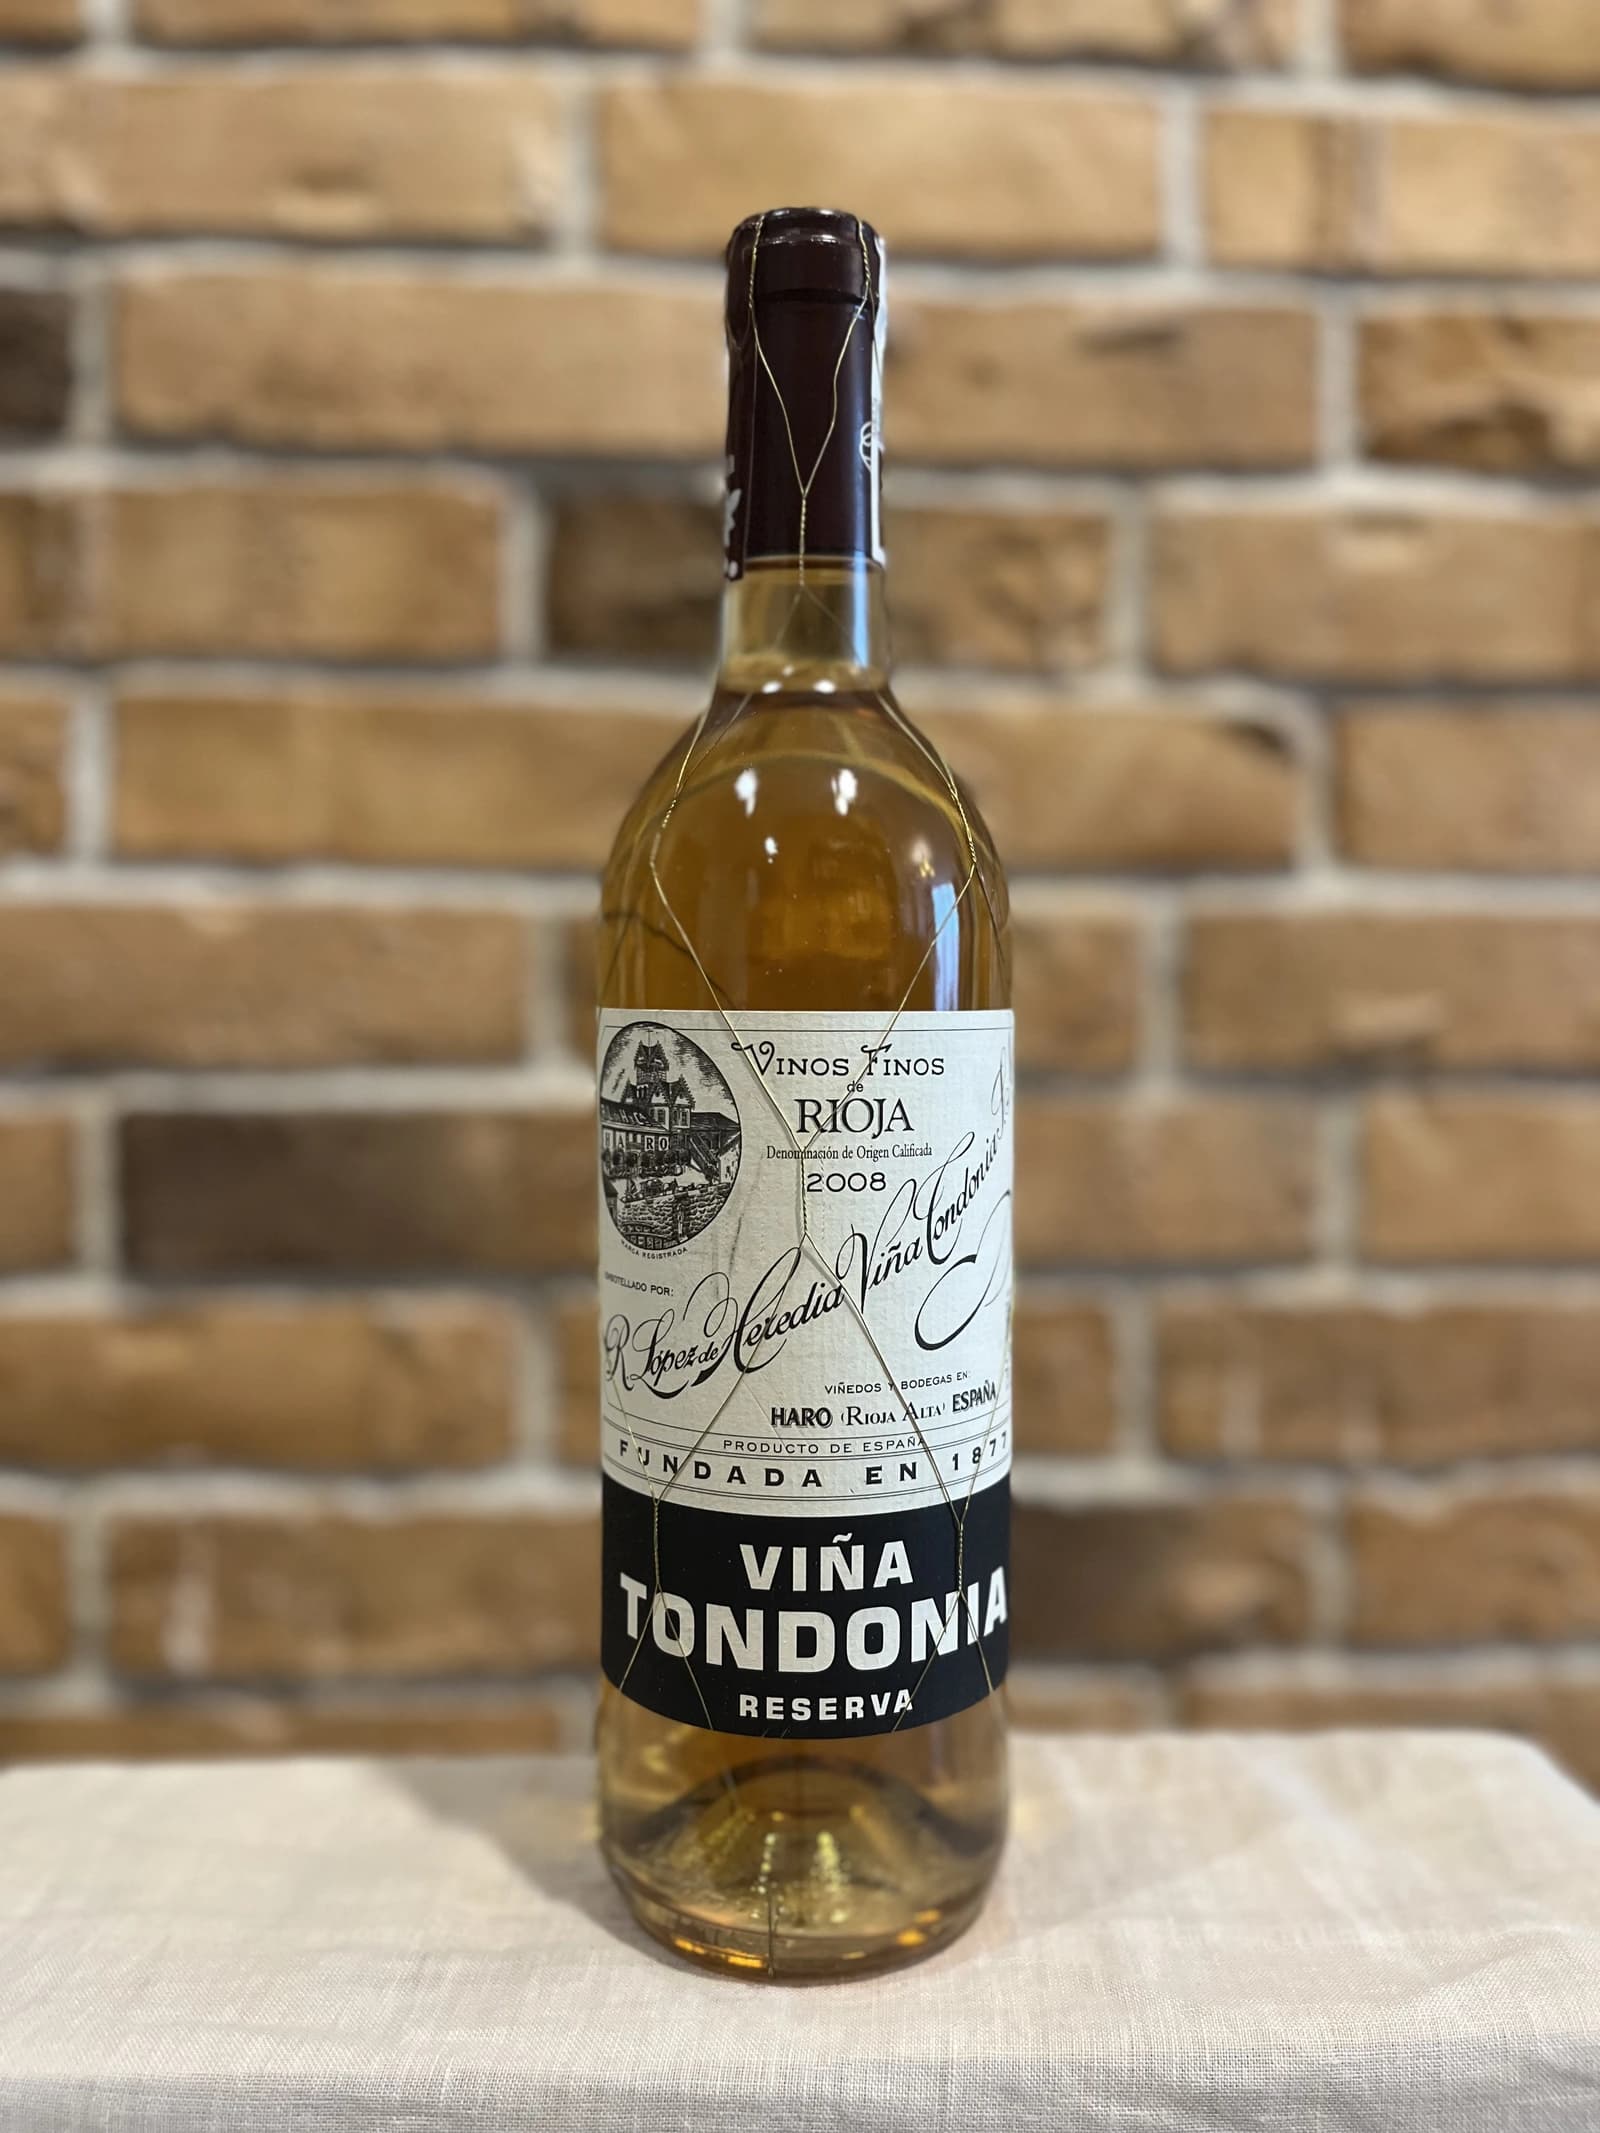 VINOS FINOS
de
RIOJA
Denominación de Origen Calificada
2008
HARO
MARCA REGISTRADA
EMBOTELLADO POR:
R. López de Heredia Viña Tondonia, S.
VIÑEDOS Y BODEGAS EN:
HARO (RIOJA ALTA) ESPAÑA
PRODUCTO DE ESPAÑA
FUNDADA EN 1877
VIÑA
TONDONIA
RESERVA